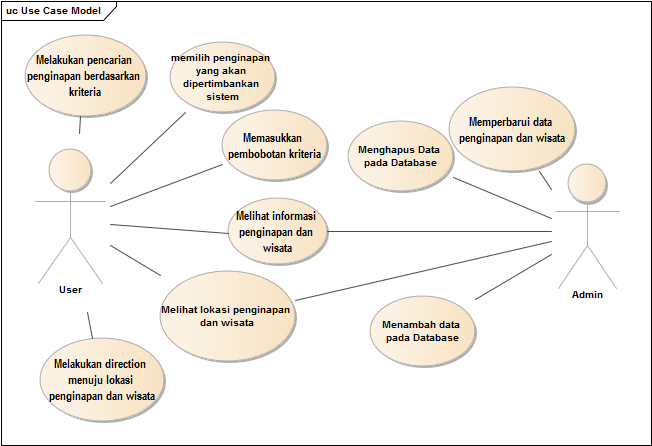 uc Use Case Model
Melakukan pencarian
penginapan berdasarkan
kriteria
memilih penginapan
yang akan
dipertimbankan
sistem
Memasukkan
pembobotan kriteria
Menghapus Data
pada Database
Memperbarui data
penginapan dan wisata
Melihat informasi
penginapan dan
wisata
User
Admin
Melihat lokasi penginapan
dan wisata
Menambah data
pada Database
Melakukan direction
menuju lokasi
penginapan dan wisata